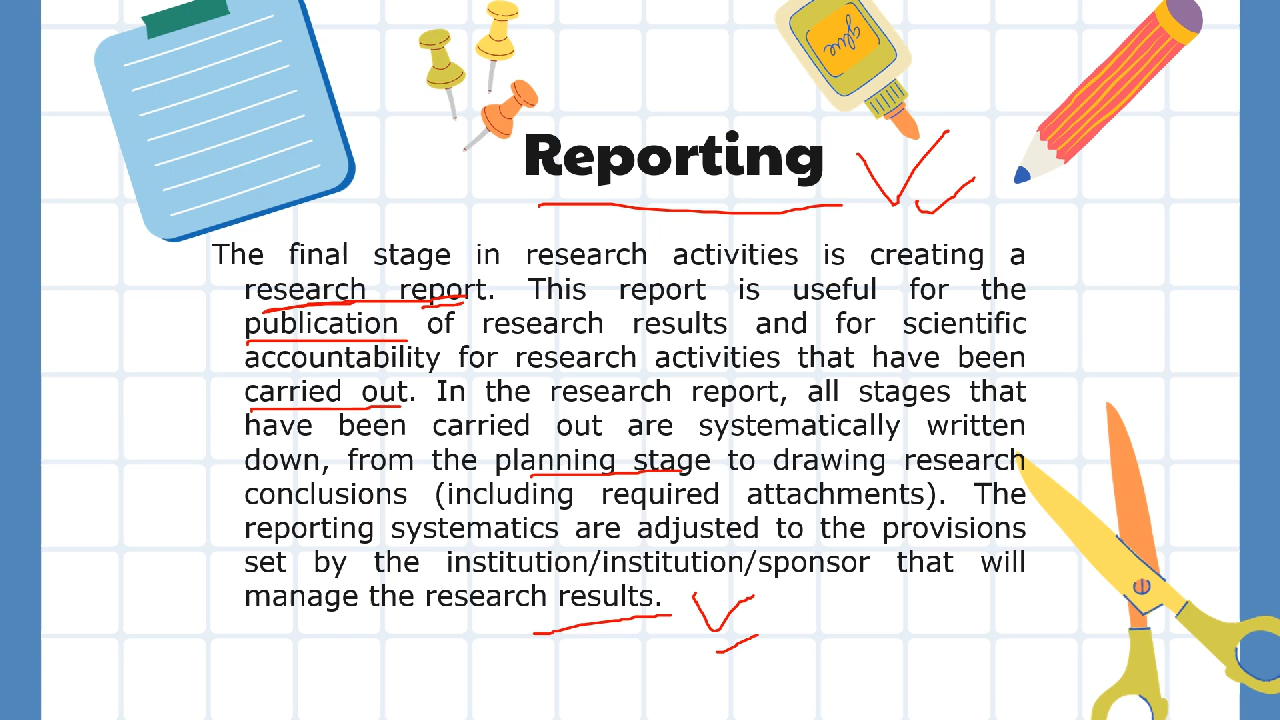 glue
Reporting
The final stage in research activities is creating a
research report. This report is useful for the
publication of research results and for scientific
accountability for research activities that have been
carried out. In the research report, all stages that
have been carried out are systematically written
down, from the planning stage to drawing research
conclusions (including required attachments). The
reporting systematics are adjusted to the provisions
set by the institution/institution/sponsor that will
manage the research results.